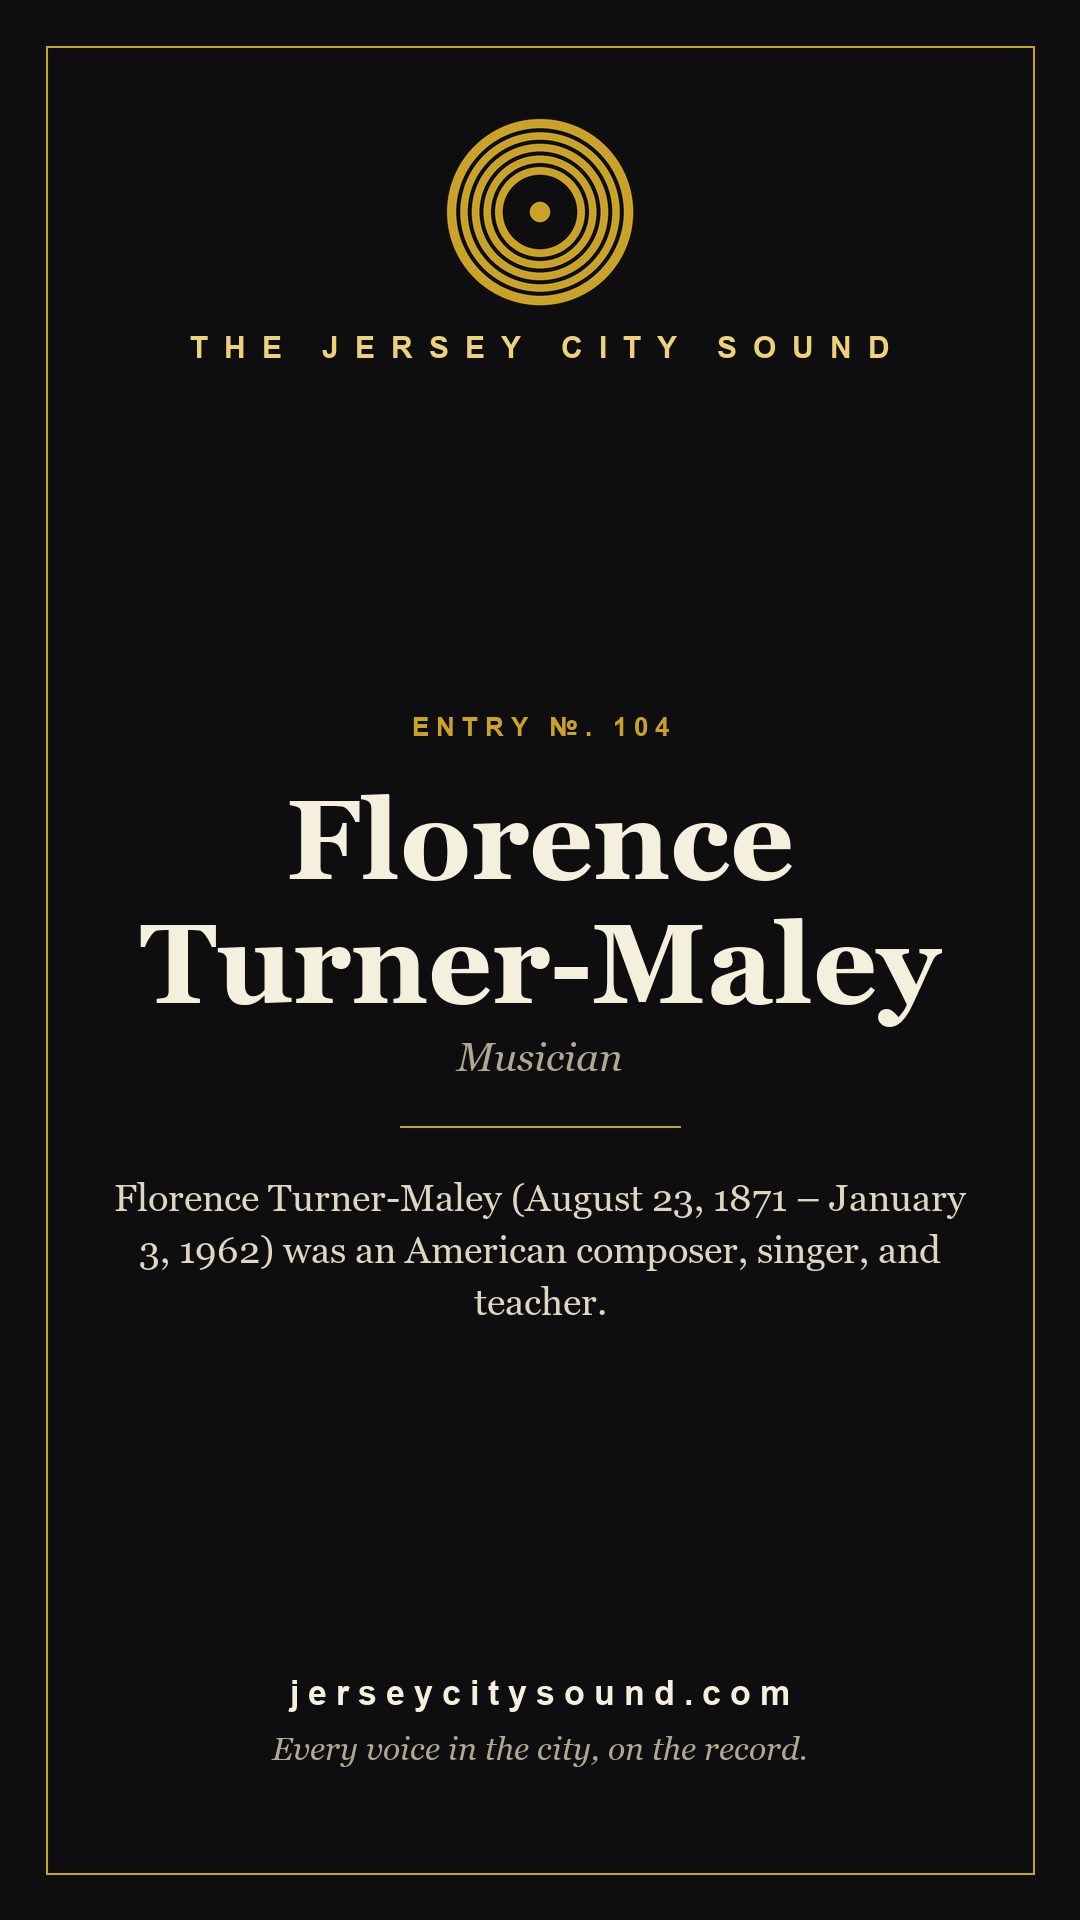 THE JERSEY CITY SOUND
ENTRY №. 104
Florence
Turner-Maley
Musician
Florence Turner-Maley (August 23, 1871 – January
3, 1962) was an American composer, singer, and
teacher.
jerseycitysound.com
Every voice in the city, on the record.